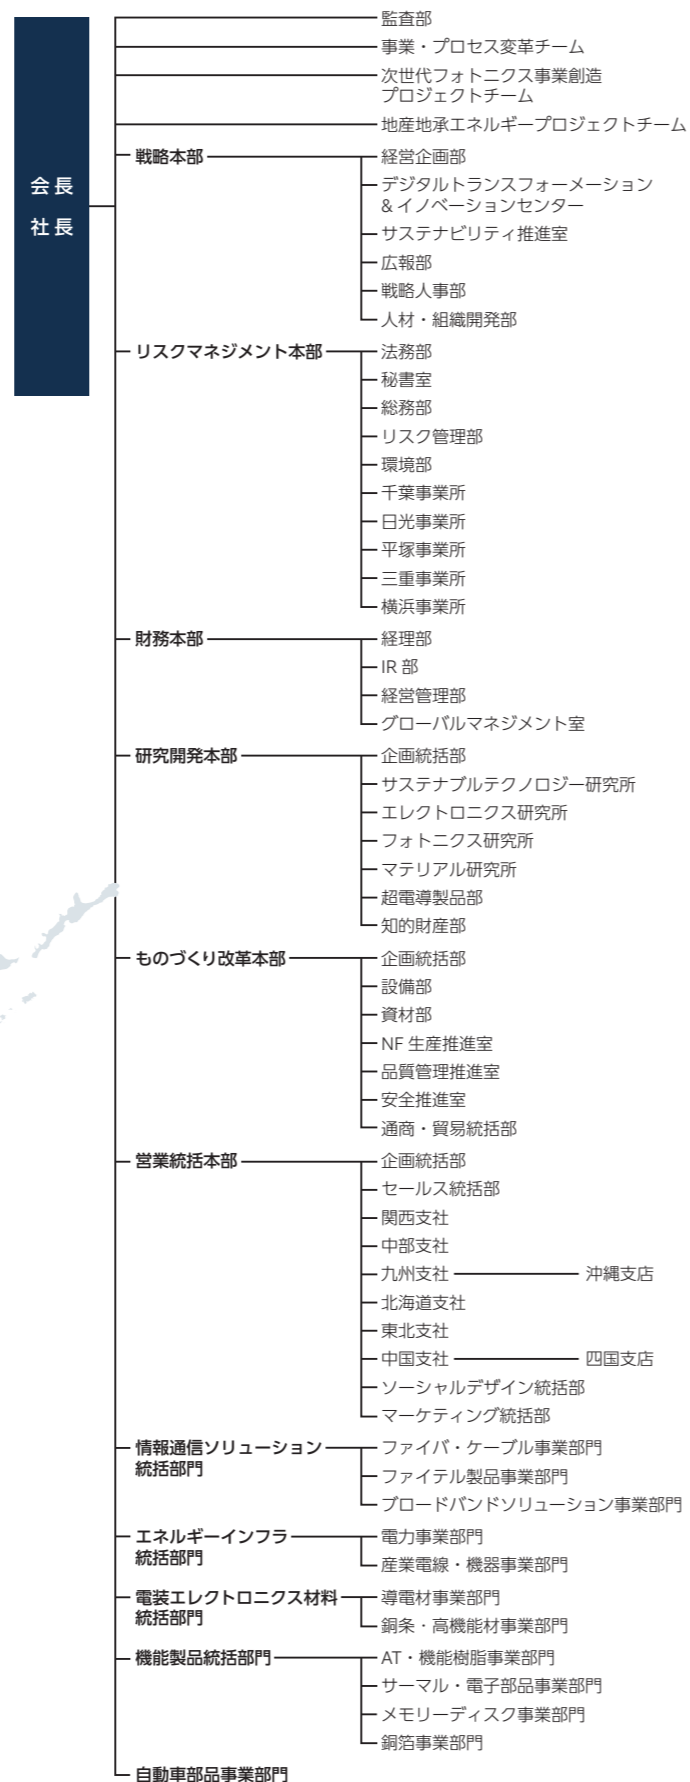 会長
社長
監査部
事業・プロセス変革チーム
次世代フォトニクス事業創造
プロジェクトチーム
地産地承エネルギープロジェクトチーム
戦略本部
経営企画部
デジタルトランスフォーメーション
& イノベーションセンター
サステナビリティ推進室
広報部
戦略人事部
人材・組織開発部
リスクマネジメント本部
法務部
秘書室
総務部
リスク管理部
環境部
千葉事業所
日光事業所
平塚事業所
三重事業所
横浜事業所
財務本部
経理部
IR 部
経営管理部
グローバルマネジメント室
研究開発本部
企画統括部
サステナブルテクノロジー研究所
エレクトロニクス研究所
フォトニクス研究所
マテリアル研究所
超電導製品部
知的財産部
ものづくり改革本部
企画統括部
設備部
資材部
NF 生産推進室
品質管理推進室
安全推進室
通商・貿易統括部
営業統括本部
企画統括部
セールス統括部
関西支社
中部支社
九州支社 沖縄支店
北海道支社
東北支社
中国支社 四国支店
ソーシャルデザイン統括部
マーケティング統括部
情報通信ソリューション
統括部門
ファイバ・ケーブル事業部門
ファイテル製品事業部門
ブロードバンドソリューション事業部門
エネルギーインフラ
統括部門
電力事業部門
産業電線・機器事業部門
電装エレクトロニクス材料
統括部門
導電材事業部門
銅条・高機能材事業部門
機能製品統括部門
AT・機能樹脂事業部門
サーマル・電子部品事業部門
メモリーディスク事業部門
銅箔事業部門
自動車部品事業部門